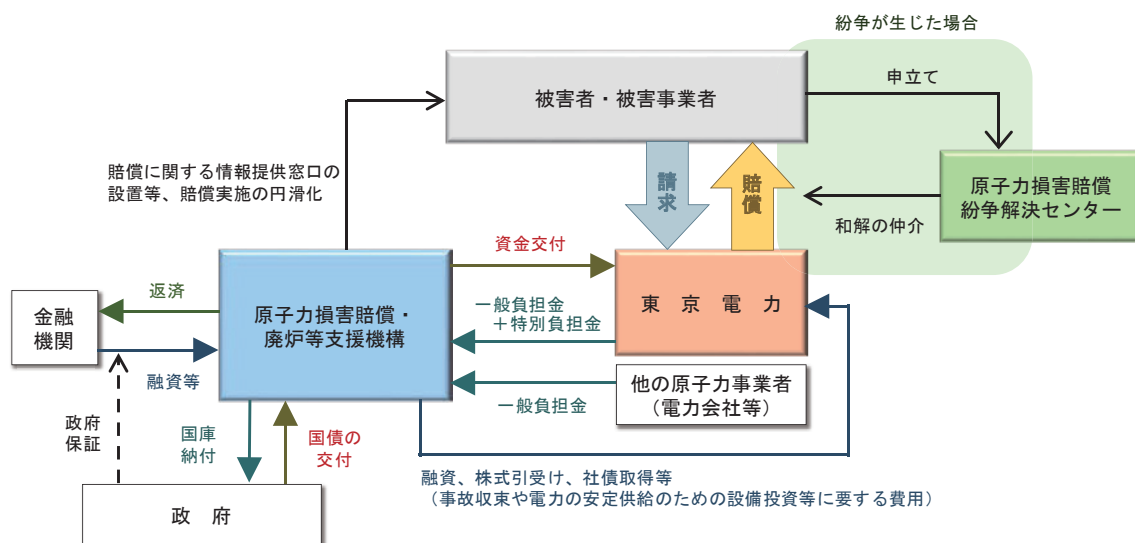 紛争が生じた場合
被害者・被害事業者
申立て
賠償に関する情報提供窓口の
設置等、賠償実施の円滑化
請求
賠償
原子力損害賠償
紛争解決センター
和解の仲介
資金交付
返済
金融
機関
原子力損害賠償・
廃炉等支援機構
一般負担金
＋特別負担金
東　京　電　力
融資等
一般負担金
他の原子力事業者
（電力会社等）
政府
保証
国庫
納付
国債の
交付
融資、株式引受け、社債取得等
（事故収束や電力の安定供給のための設備投資等に要する費用）
政　府